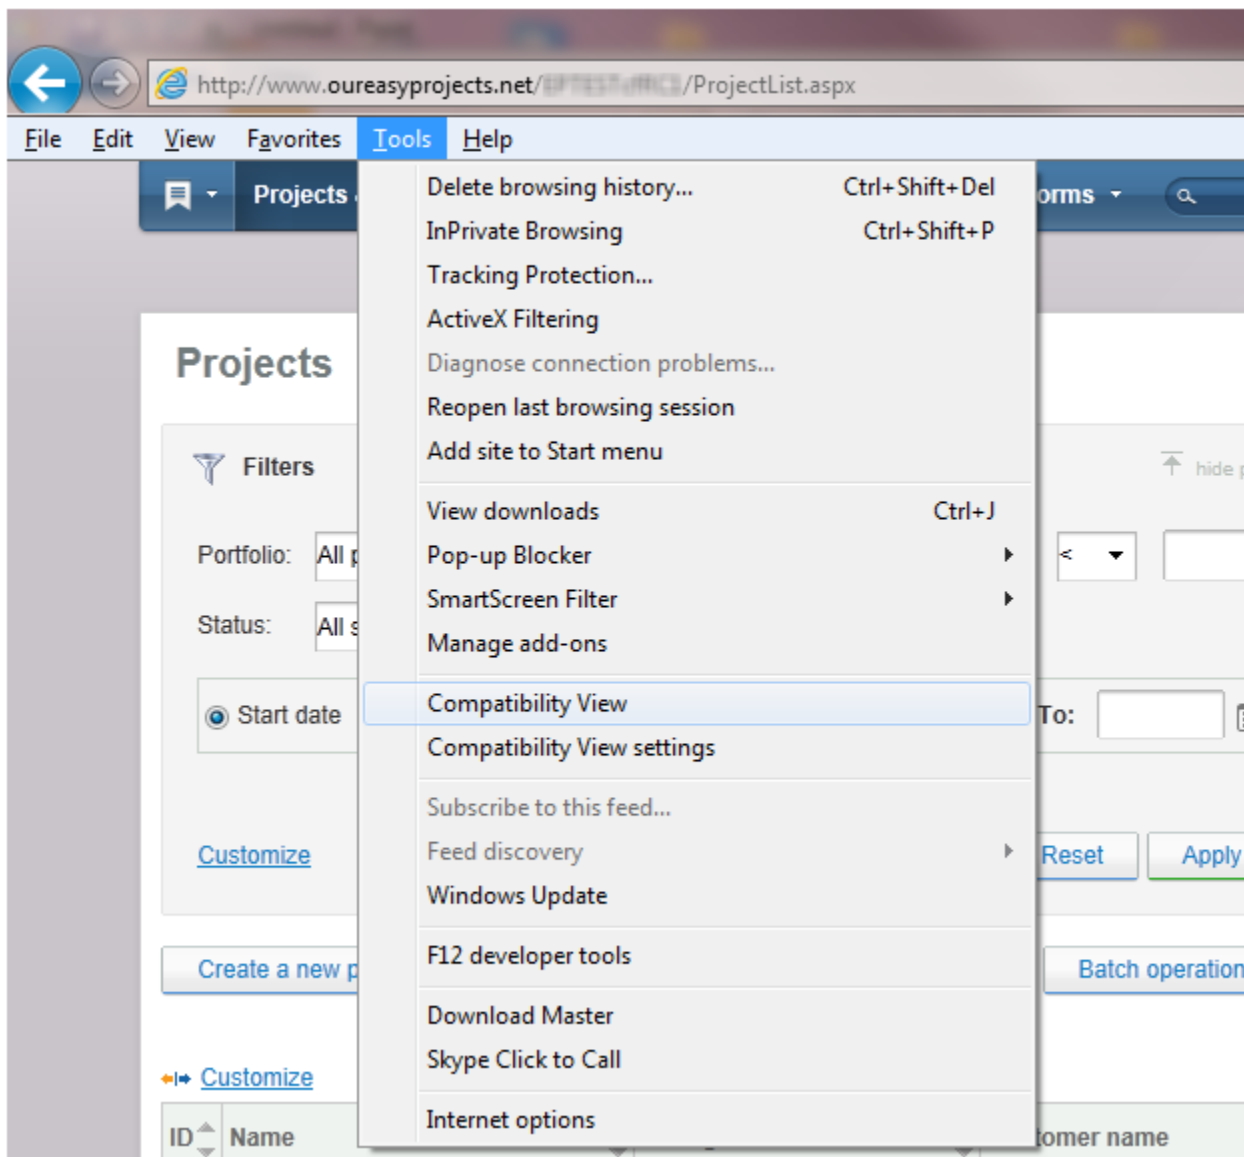 http://www.oureasyprojects.net/ /ProjectList.aspx
File Edit View Favorites Tools Help
Projects orms
Delete browsing history... Ctrl+Shift+Del
InPrivate Browsing Ctrl+Shift+P
Tracking Protection...
ActiveX Filtering
Projects
Diagnose connection problems...
Reopen last browsing session
Add site to Start menu
Filters hide
View downloads Ctrl+J
Portfolio: All Pop-up Blocker <
SmartScreen Filter
Status: All Manage add-ons
Compatibility View
Start date To:
Compatibility View settings
Subscribe to this feed...
Customize Feed discovery Reset Apply
Windows Update
F12 developer tools
Create a new Batch operation
Download Master
Skype Click to Call
Customize
Internet options
ID Name tomer name